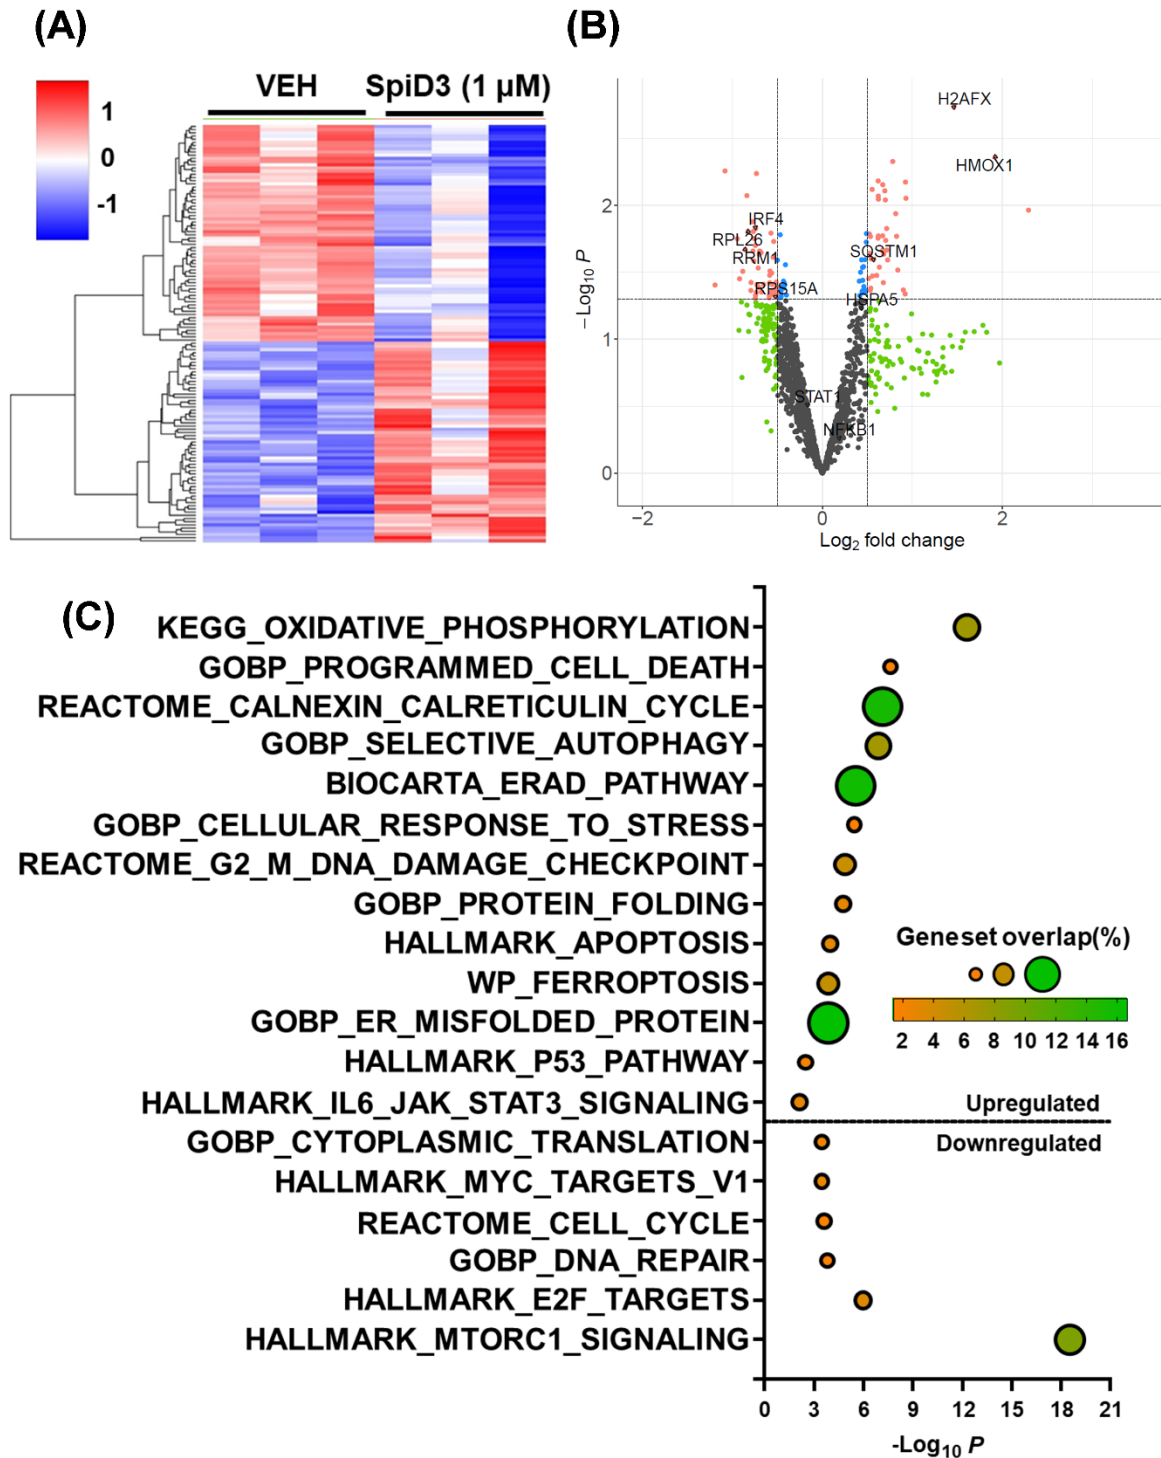 (A)
VEH
SpiD3 (1 µM)
1
0
-1
(B)
H2AFX
HMOX1
IRF4
RPL26
RRM1
RPS15A
SQSTM1
HSPA5
STAT1
NFKB1
2
1
0
−2
0
2
−Log10 P
Log2 fold change
(C)
KEGG_OXIDATIVE_PHOSPHORYLATION
GOBP_PROGRAMMED_CELL_DEATH
REACTOME_CALNEXIN_CALRETICULIN_CYCLE
GOBP_SELECTIVE_AUTOPHAGY
BIOCARTA_ERAD_PATHWAY
GOBP_CELLULAR_RESPONSE_TO_STRESS
REACTOME_G2_M_DNA_DAMAGE_CHECKPOINT
GOBP_PROTEIN_FOLDING
HALLMARK_APOPTOSIS
WP_FERROPTOSIS
GOBP_ER_MISFOLDED_PROTEIN
HALLMARK_P53_PATHWAY
HALLMARK_IL6_JAK_STAT3_SIGNALING
GOBP_CYTOPLASMIC_TRANSLATION
HALLMARK_MYC_TARGETS_V1
REACTOME_CELL_CYCLE
GOBP_DNA_REPAIR
HALLMARK_E2F_TARGETS
HALLMARK_MTORC1_SIGNALING
Geneset overlap(%)
2 4 6 8 10 12 14 16
Upregulated
Downregulated
0 3 6 9 12 15 18 21
-Log10 P